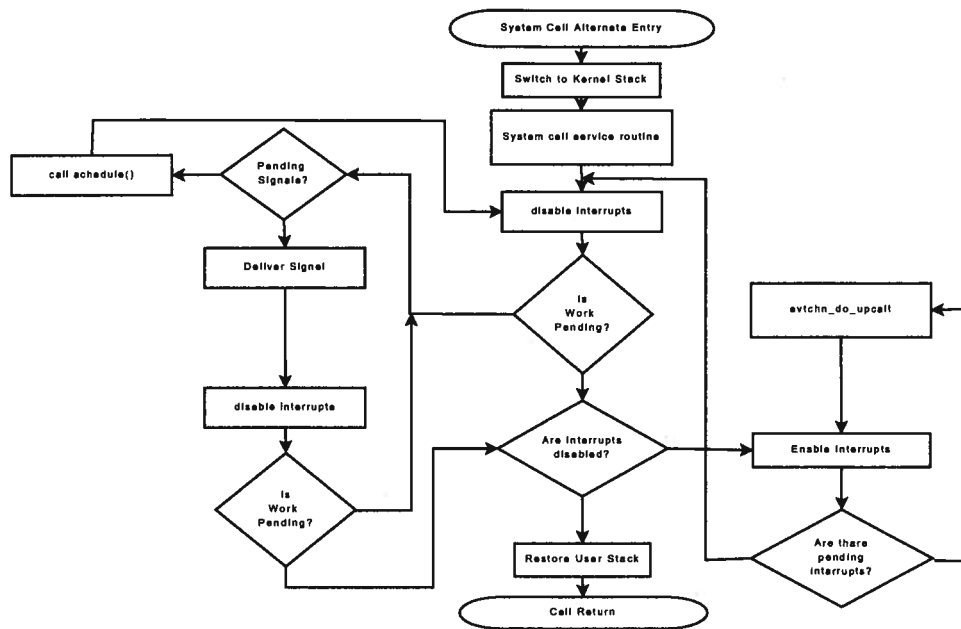 System Call Alternate Entry
Switch to Kernel Stack
System call service routine
Pending
Signals?
call schedule()
disable interrupts
Deliver Signal
Is
Work
Pending?
evtchn_do_upcall
disable interrupts
Are Interrupts
disabled?
Enable Interrupts
Is
Work
Pending?
Are there
pending
interrupts?
Restore User Stack
Call Return